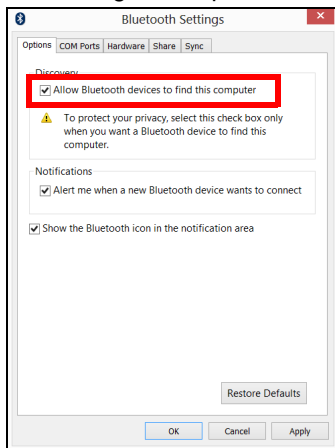 Bluetooth Settings
Options COM Ports Hardware Share Sync
Discovery
Allow Bluetooth devices to find this computer
To protect your privacy, select this check box only
when you want a Bluetooth device to find this
computer.
Notifications
Alert me when a new Bluetooth device wants to connect
Show the Bluetooth icon in the notification area
Restore Defaults
OK Cancel Apply